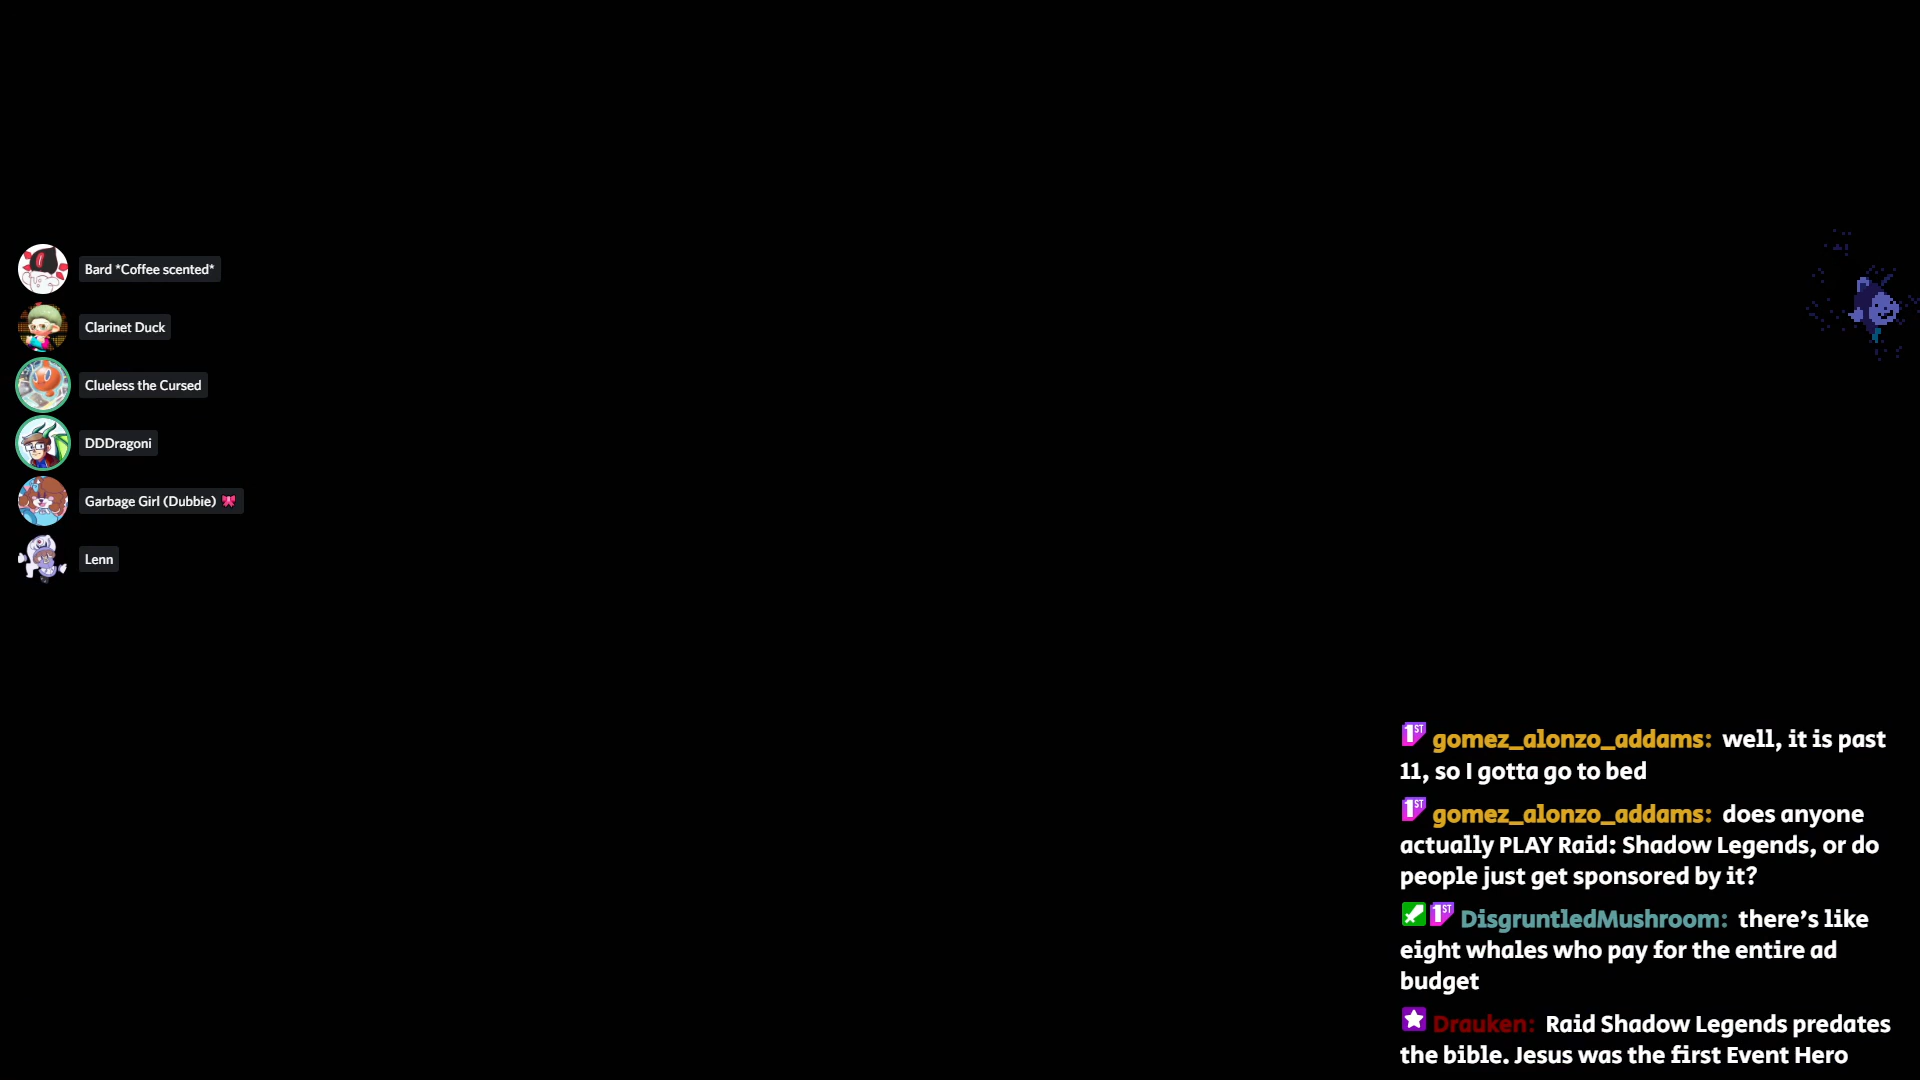 Bard *Coffee scented*
Clarinet Duck
Clueless the Cursed
DDDragoni
Garbage Girl (Dubbie) 🎀
Lenn
1ST gomez_alonzo_addams: well, it is past
11, so I gotta go to bed
1ST gomez_alonzo_addams: does anyone
actually PLAY Raid: Shadow Legends, or do
people just get sponsored by it?
1ST DisgruntledMushroom: there's like
eight whales who pay for the entire ad
budget
Drauken: Raid Shadow Legends predates
the bible. Jesus was the first Event Hero